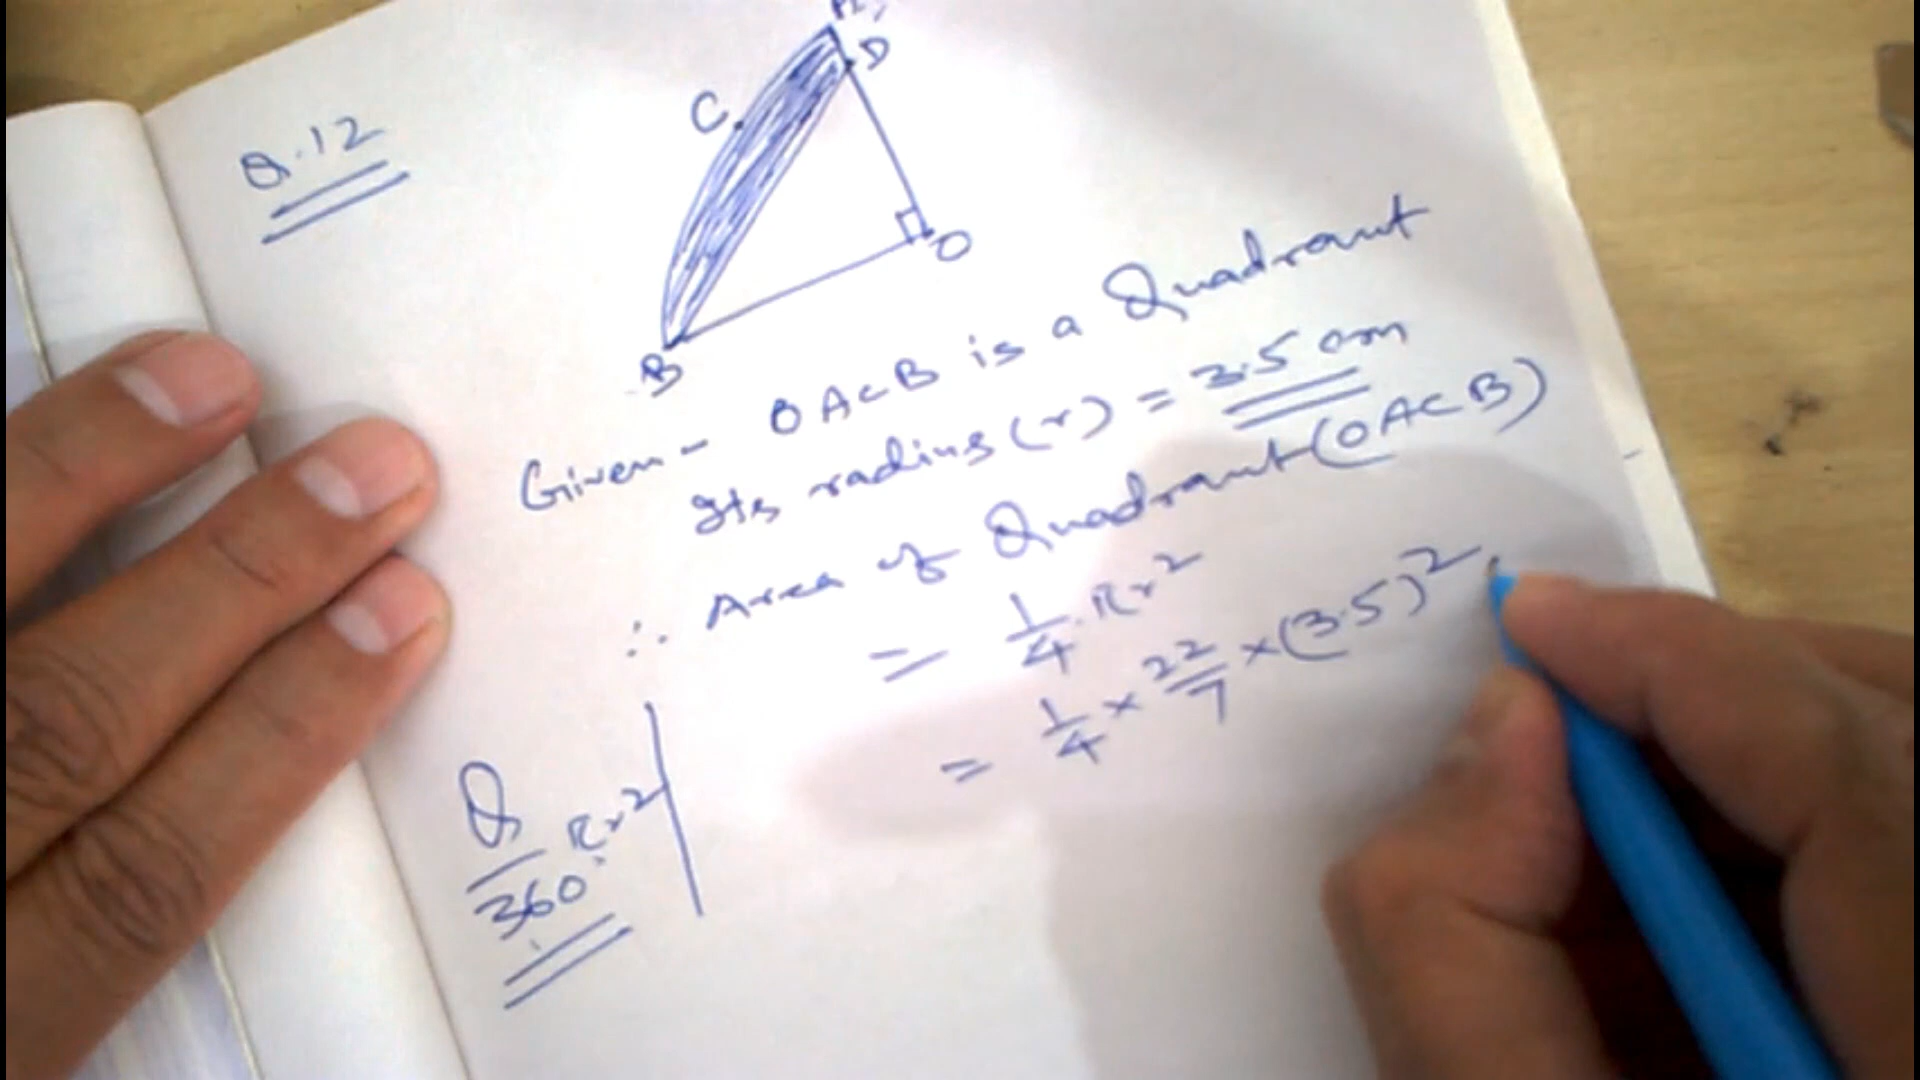 Q.12
A
D
C
O
B
Given - OACB is a Quadrant
Its radius (r) = 3.5 cm
∴ Area of Quadrant (OACB)
= 1/4 . πr²
= 1/4 × 22/7 × (3.5)²
θ/360 πr²